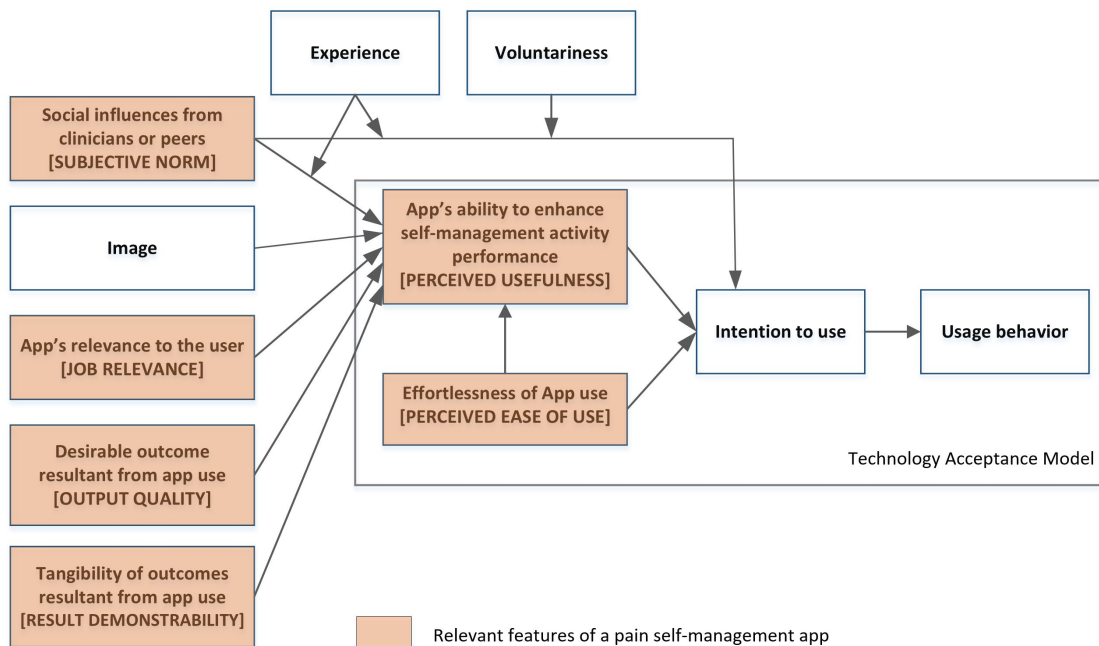 Experience
Voluntariness
Social influences from
clinicians or peers
[SUBJECTIVE NORM]
Image
App's relevance to the user
[JOB RELEVANCE]
Desirable outcome
resultant from app use
[OUTPUT QUALITY]
Tangibility of outcomes
resultant from app use
[RESULT DEMONSTRABILITY]
App's ability to enhance
self-management activity
performance
[PERCEIVED USEFULNESS]
Effortlessness of App use
[PERCEIVED EASE OF USE]
Intention to use
Usage behavior
Technology Acceptance Model
Relevant features of a pain self-management app